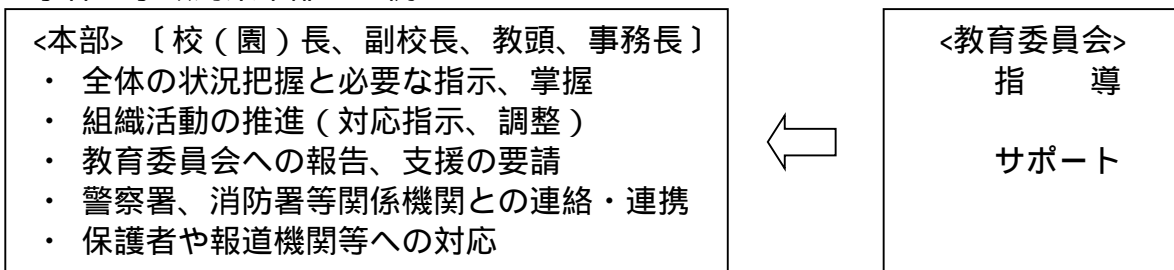 <本部> 〔校（園）長、副校長、教頭、事務長〕
・ 全体の状況把握と必要な指示、掌握
・ 組織活動の推進（対応指示、調整）
・ 教育委員会への報告、支援の要請
・ 警察署、消防署等関係機関との連絡・連携
・ 保護者や報道機関等への対応
<教育委員会>
指　　導
サポート